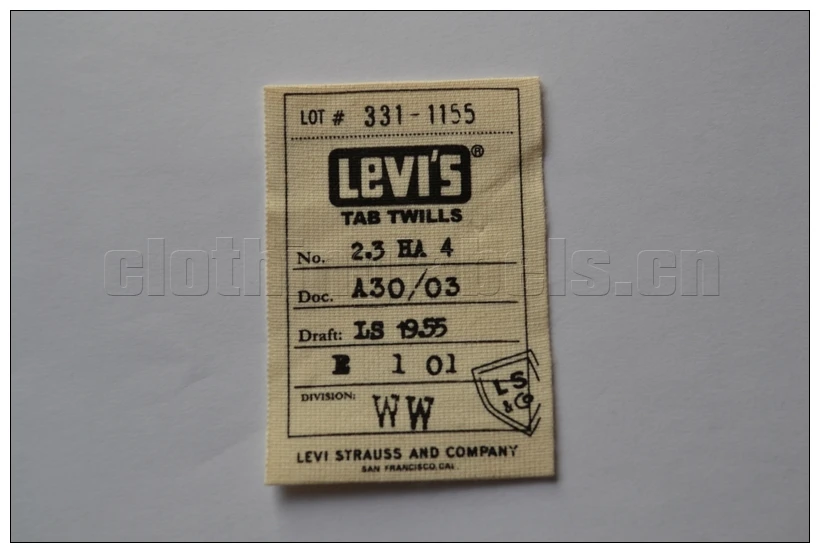 LOT # 331-1155
LEVI'S®
TAB TWILLS
No. 2.3 HA 4
Doc. A30/03
Draft: LS 1955
1 01
DIVISION: WW
LS
& Co
LEVI STRAUSS AND COMPANY
SAN FRANCISCO, CAL.